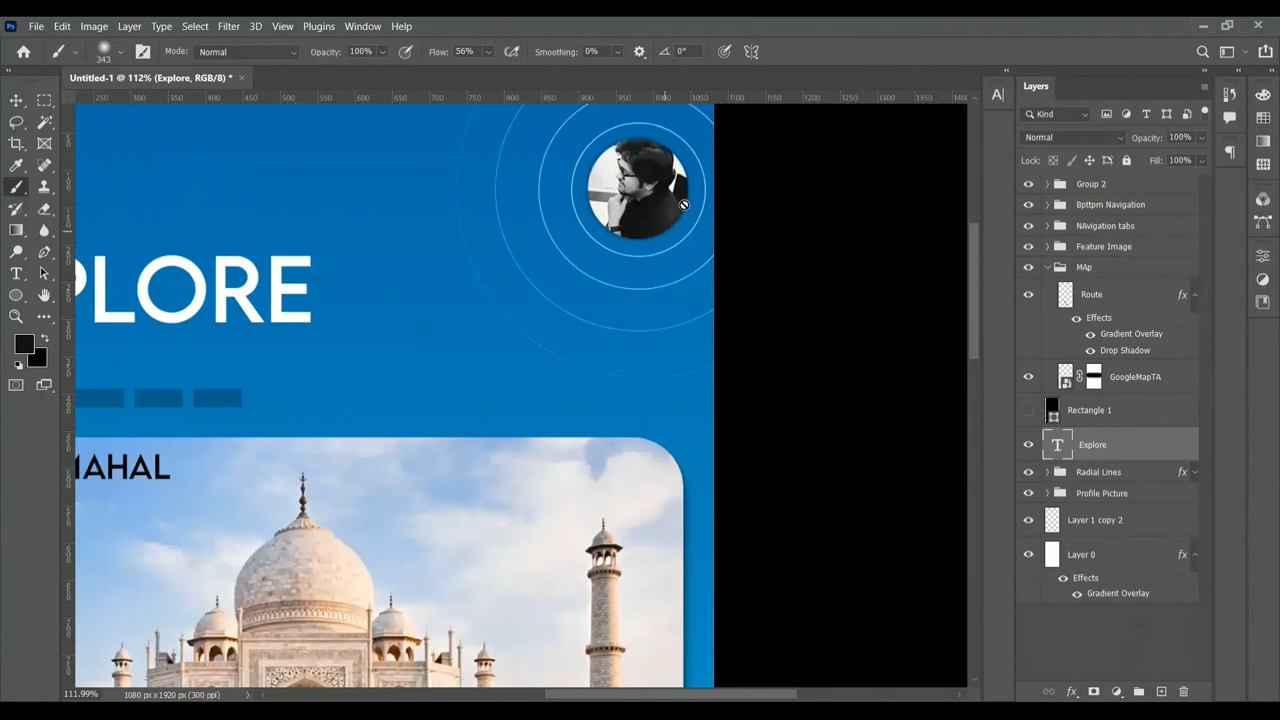 Ps File Edit Image Layer Type Select Filter 3D View Plugins Window Help
343 Mode: Normal Opacity: 100% Flow: 56% Smoothing: 0% 0°
Untitled-1 @ 112% (Explore, RGB/8) *
250 300 350 400 450 500 550 600 650 700 750 800 850 900 950 1000 1050 1100 1150 1200 1250 1300 1350
PLORE
MAHAL
111.99% 1080 px x 1920 px (300 ppi)
Layers
Kind
Normal Opacity: 100%
Lock: Fill: 100%
Group 2
Bpttpm Navigation
NAvigation tabs
Feature Image
MAp
Route fx
Effects
Gradient Overlay
Drop Shadow
GoogleMapTA
Rectangle 1
T Explore
Radial Lines fx
Profile Picture
Layer 1 copy 2
Layer 0 fx
Effects
Gradient Overlay
fx